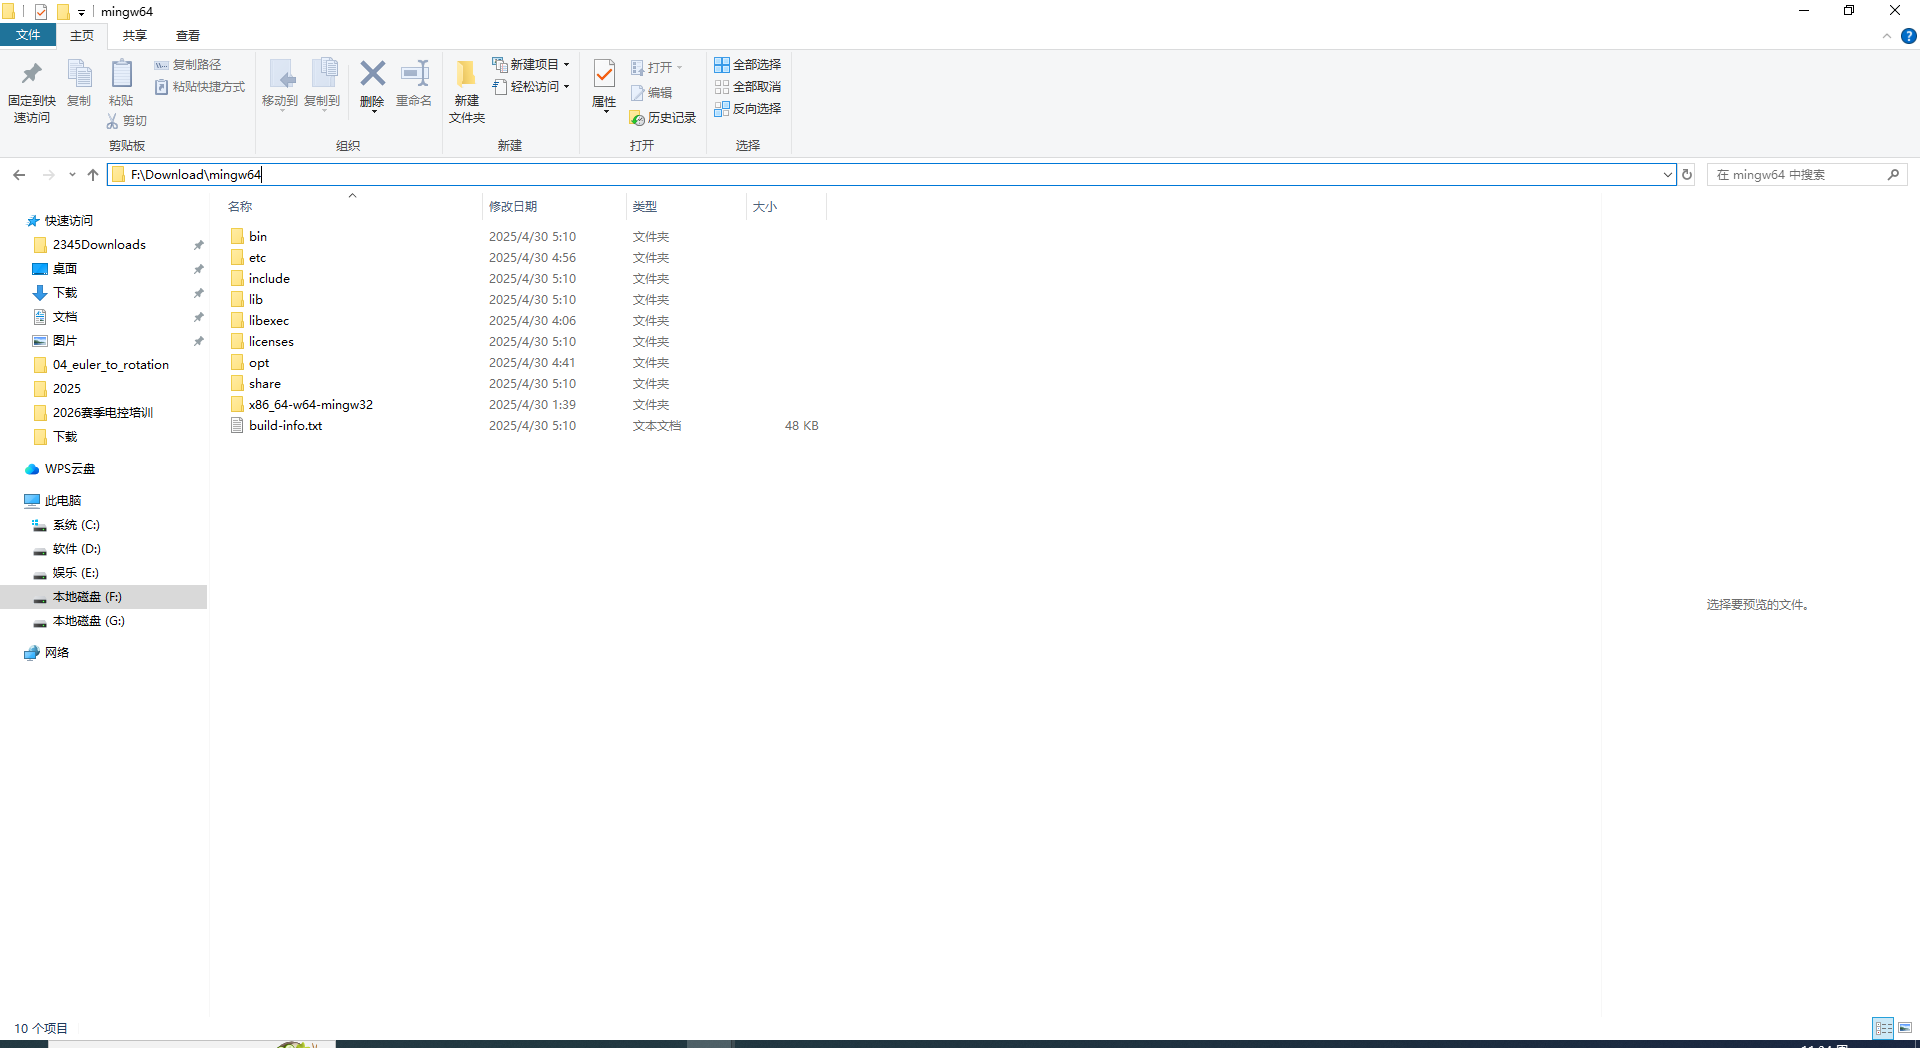 mingw64
文件 主页 共享 查看
固定到快速访问
复制
粘贴
复制路径
粘贴快捷方式
剪切
剪贴板
移动到
复制到
删除
重命名
组织
新建文件夹
新建项目
轻松访问
新建
属性
打开
编辑
历史记录
打开
全部选择
全部取消
反向选择
选择
F:\Download\mingw64
在 mingw64 中搜索
名称 修改日期 类型 大小
bin 2025/4/30 5:10 文件夹
etc 2025/4/30 4:56 文件夹
include 2025/4/30 5:10 文件夹
lib 2025/4/30 5:10 文件夹
libexec 2025/4/30 4:06 文件夹
licenses 2025/4/30 5:10 文件夹
opt 2025/4/30 4:41 文件夹
share 2025/4/30 5:10 文件夹
x86_64-w64-mingw32 2025/4/30 1:39 文件夹
build-info.txt 2025/4/30 5:10 文本文档 48 KB
快速访问
2345Downloads
桌面
下载
文档
图片
04_euler_to_rotation
2025
2026赛季电控培训
下载
WPS云盘
此电脑
系统 (C:)
软件 (D:)
娱乐 (E:)
本地磁盘 (F:)
本地磁盘 (G:)
网络
选择要预览的文件。
10 个项目